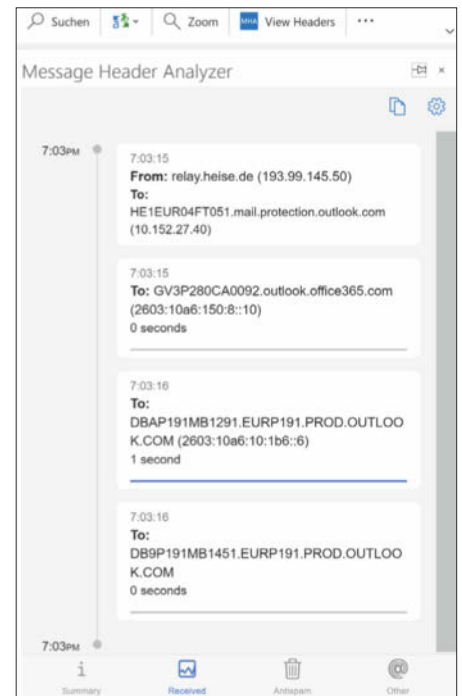 Suchen
Zoom
MHA View Headers ...
Message Header Analyzer
7:03PM
7:03:15
From: relay.heise.de (193.99.145.50)
To:
HE1EUR04FT051.mail.protection.outlook.com
(10.152.27.40)
7:03:15
To: GV3P280CA0092.outlook.office365.com
(2603:10a6:150:8::10)
0 seconds
7:03:16
To:
DBAP191MB1291.EURP191.PROD.OUTLOO
K.COM (2603:10a6:10:1b6::6)
1 second
7:03:16
To:
DB9P191MB1451.EURP191.PROD.OUTLOO
K.COM
0 seconds
7:03PM
Summary Received Antispam Other